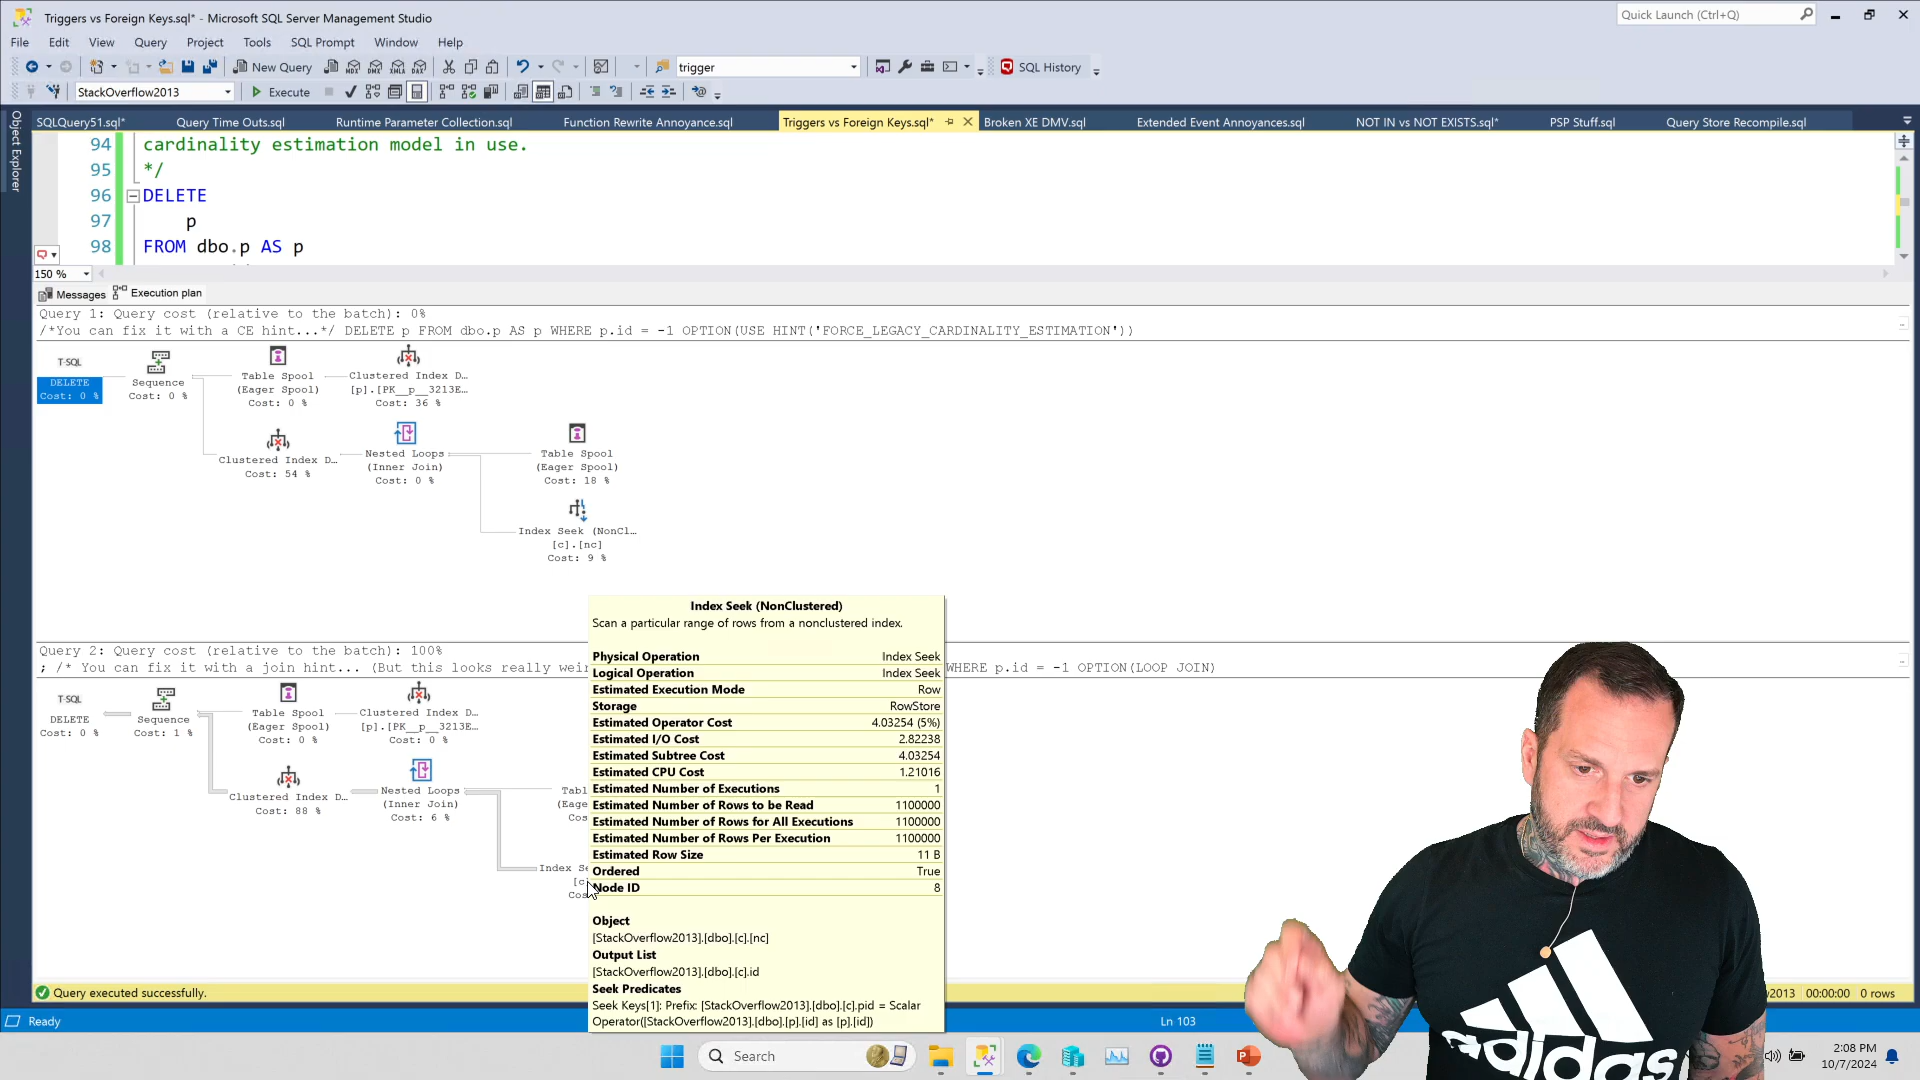 Triggers vs Foreign Keys.sql* - Microsoft SQL Server Management Studio
Quick Launch (Ctrl+Q)
File Edit View Query Project Tools SQL Prompt Window Help
New Query
MDX DMX XMLA DAX
trigger
SQL History
StackOverflow2013
Execute
Object Explorer
SQLQuery51.sql* Query Time Outs.sql Runtime Parameter Collection.sql Function Rewrite Annoyance.sql Triggers vs Foreign Keys.sql* Broken XE DMV.sql Extended Event Annoyances.sql NOT IN vs NOT EXISTS.sql* PSP Stuff.sql Query Store Recompile.sql
94 cardinality estimation model in use.
95 */
96 DELETE
97 p
98 FROM dbo.p AS p
150 %
Messages Execution plan
Query 1: Query cost (relative to the batch): 0%
/*You can fix it with a CE hint...*/ DELETE p FROM dbo.p AS p WHERE p.id = -1 OPTION(USE HINT('FORCE_LEGACY_CARDINALITY_ESTIMATION'))
T-SQL
DELETE
Cost: 0 %
Sequence
Cost: 0 %
Table Spool
(Eager Spool)
Cost: 0 %
Clustered Index D…
[p].[PK__p__3213E…
Cost: 36 %
Clustered Index D…
Cost: 54 %
Nested Loops
(Inner Join)
Cost: 0 %
Table Spool
(Eager Spool)
Cost: 18 %
Index Seek (NonCl…
[c].[nc]
Cost: 9 %
Query 2: Query cost (relative to the batch): 100%
; /* You can fix it with a join hint... (But this looks really wei
WHERE p.id = -1 OPTION(LOOP JOIN)
T-SQL
DELETE
Cost: 0 %
Sequence
Cost: 1 %
Table Spool
(Eager Spool)
Cost: 0 %
Clustered Index D…
[p].[PK__p__3213E…
Cost: 0 %
Clustered Index D…
Cost: 88 %
Nested Loops
(Inner Join)
Cost: 6 %
Tabl
(Eage
Cos
Index Se
[c
Cos
Index Seek (NonClustered)
Scan a particular range of rows from a nonclustered index.
Physical Operation Index Seek
Logical Operation Index Seek
Estimated Execution Mode Row
Storage RowStore
Estimated Operator Cost 4.03254 (5%)
Estimated I/O Cost 2.82238
Estimated Subtree Cost 4.03254
Estimated CPU Cost 1.21016
Estimated Number of Executions 1
Estimated Number of Rows to be Read 1100000
Estimated Number of Rows for All Executions 1100000
Estimated Number of Rows Per Execution 1100000
Estimated Row Size 11 B
Ordered True
Node ID 8
Object
[StackOverflow2013].[dbo].[c].[nc]
Output List
[StackOverflow2013].[dbo].[c].id
Seek Predicates
Seek Keys[1]: Prefix: [StackOverflow2013].[dbo].[c].pid = Scalar
Operator([StackOverflow2013].[dbo].[p].[id] as [p].[id])
Query executed successfully.
2013 00:00:00 0 rows
Ready
Ln 103
Search
2:08 PM
10/7/2024
adidas